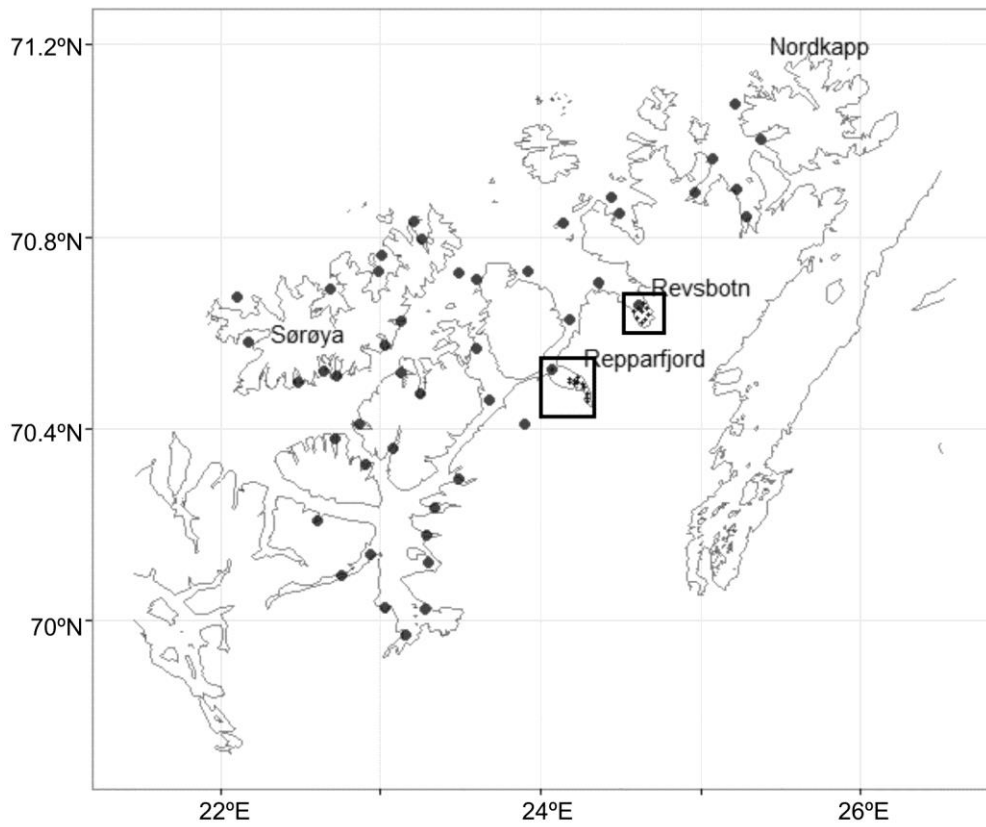 71.2ºN
Nordkapp
70.8ºN
Revsbotn
Sørøya
Repparfjord
70.4ºN
70ºN
22ºE
24ºE
26ºE